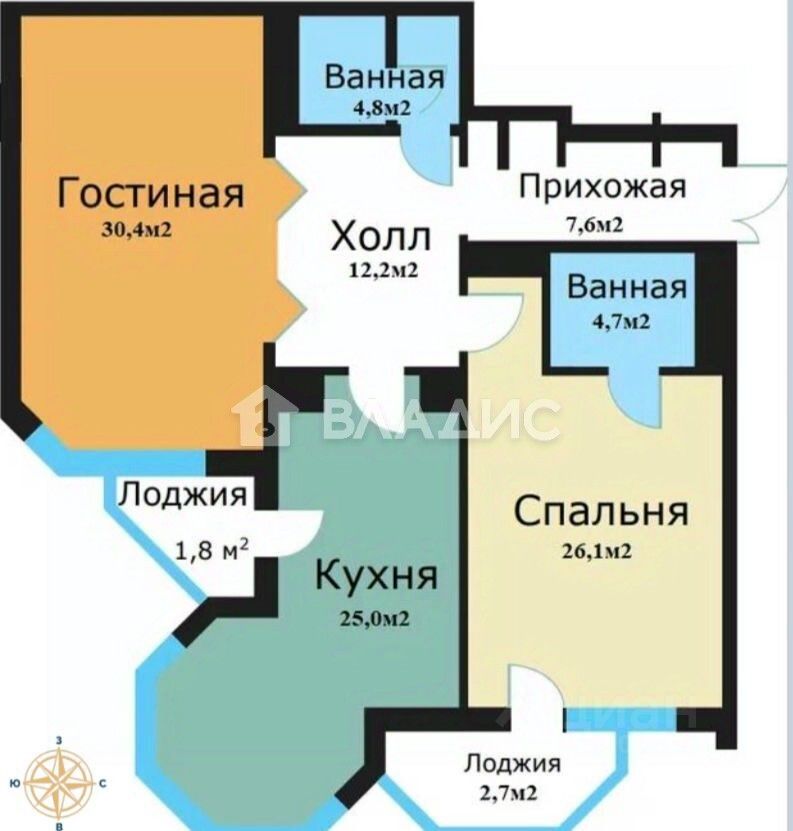 Ванная
4,8м2
Гостиная
30,4м2
Прихожая
7,6м2
Холл
12,2м2
Ванная
4,7м2
ВЛАДИС
Лоджия
1,8 м²
Спальня
26,1м2
Кухня
25,0м2
циан
Лоджия
2,7м2
З
Ю
С
В